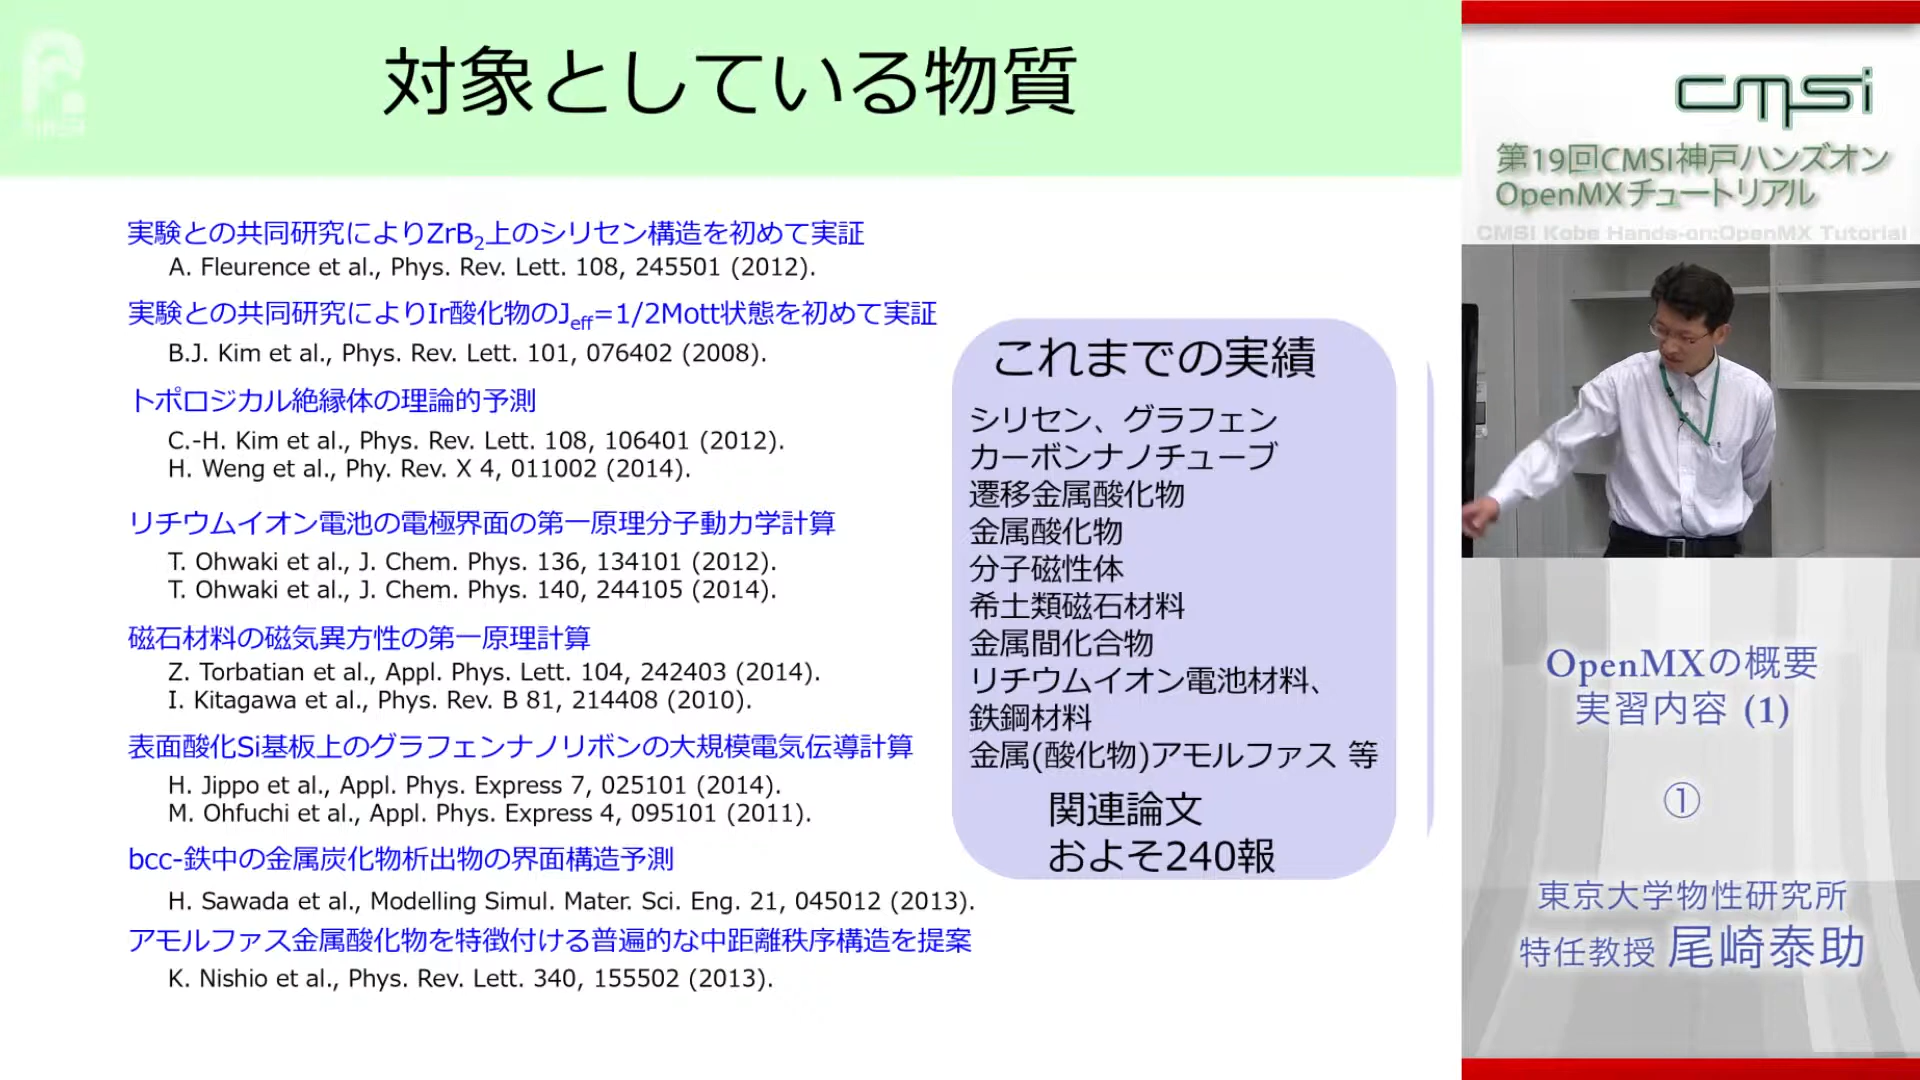 対象としている物質
実験との共同研究によりZrB2上のシリセン構造を初めて実証
A. Fleurence et al., Phys. Rev. Lett. 108, 245501 (2012).
実験との共同研究によりIr酸化物のJeff=1/2Mott状態を初めて実証
B.J. Kim et al., Phys. Rev. Lett. 101, 076402 (2008).
トポロジカル絶縁体の理論的予測
C.-H. Kim et al., Phys. Rev. Lett. 108, 106401 (2012).
H. Weng et al., Phy. Rev. X 4, 011002 (2014).
リチウムイオン電池の電極界面の第一原理分子動力学計算
T. Ohwaki et al., J. Chem. Phys. 136, 134101 (2012).
T. Ohwaki et al., J. Chem. Phys. 140, 244105 (2014).
磁石材料の磁気異方性の第一原理計算
Z. Torbatian et al., Appl. Phys. Lett. 104, 242403 (2014).
I. Kitagawa et al., Phys. Rev. B 81, 214408 (2010).
表面酸化Si基板上のグラフェンナノリボンの大規模電気伝導計算
H. Jippo et al., Appl. Phys. Express 7, 025101 (2014).
M. Ohfuchi et al., Appl. Phys. Express 4, 095101 (2011).
bcc-鉄中の金属炭化物析出物の界面構造予測
H. Sawada et al., Modelling Simul. Mater. Sci. Eng. 21, 045012 (2013).
アモルファス金属酸化物を特徴付ける普遍的な中距離秩序構造を提案
K. Nishio et al., Phys. Rev. Lett. 340, 155502 (2013).
これまでの実績
シリセン、グラフェン
カーボンナノチューブ
遷移金属酸化物
金属酸化物
分子磁性体
希土類磁石材料
金属間化合物
リチウムイオン電池材料、
鉄鋼材料
金属(酸化物)アモルファス 等
関連論文
およそ240報
cmsi
第19回CMSI神戸ハンズオン
OpenMXチュートリアル
CMSI Kobe Hands-on:OpenMX Tutorial
OpenMXの概要
実習内容 (1)
①
東京大学物性研究所
特任教授 尾崎泰助